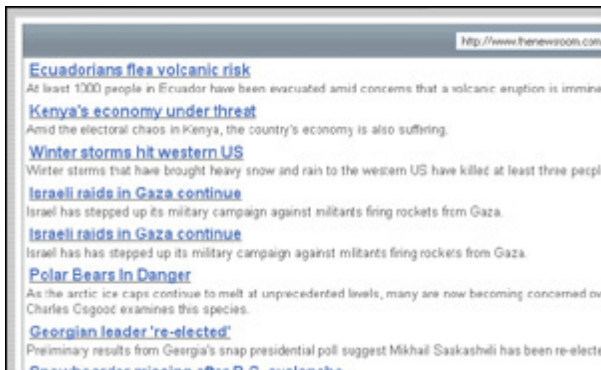 http://www.thenewsroom.com
Ecuadorians flea volcanic risk
At least 1000 people in Ecuador have been evacuated amid concerns that a volcanic eruption is immine
Kenya's economy under threat
Amid the electoral chaos in Kenya, the country's economy is also suffering.
Winter storms hit western US
Winter storms that have brought heavy snow and rain to the western US have killed at least three peopl
Israeli raids in Gaza continue
Israel has stepped up its military campaign against militants firing rockets from Gaza.
Israeli raids in Gaza continue
Israel has has stepped up its military campaign against militants firing rockets from Gaza.
Polar Bears In Danger
As the arctic ice caps continue to melt at unprecedented levels, many are now becoming concerned ov
Charles Osgood examines this species.
Georgian leader 're-elected'
Preliminary results from Georgia's snap presidential poll suggest Mikhail Saakashvili has been re-electe
Snowboarder missing after B.C. avalanche